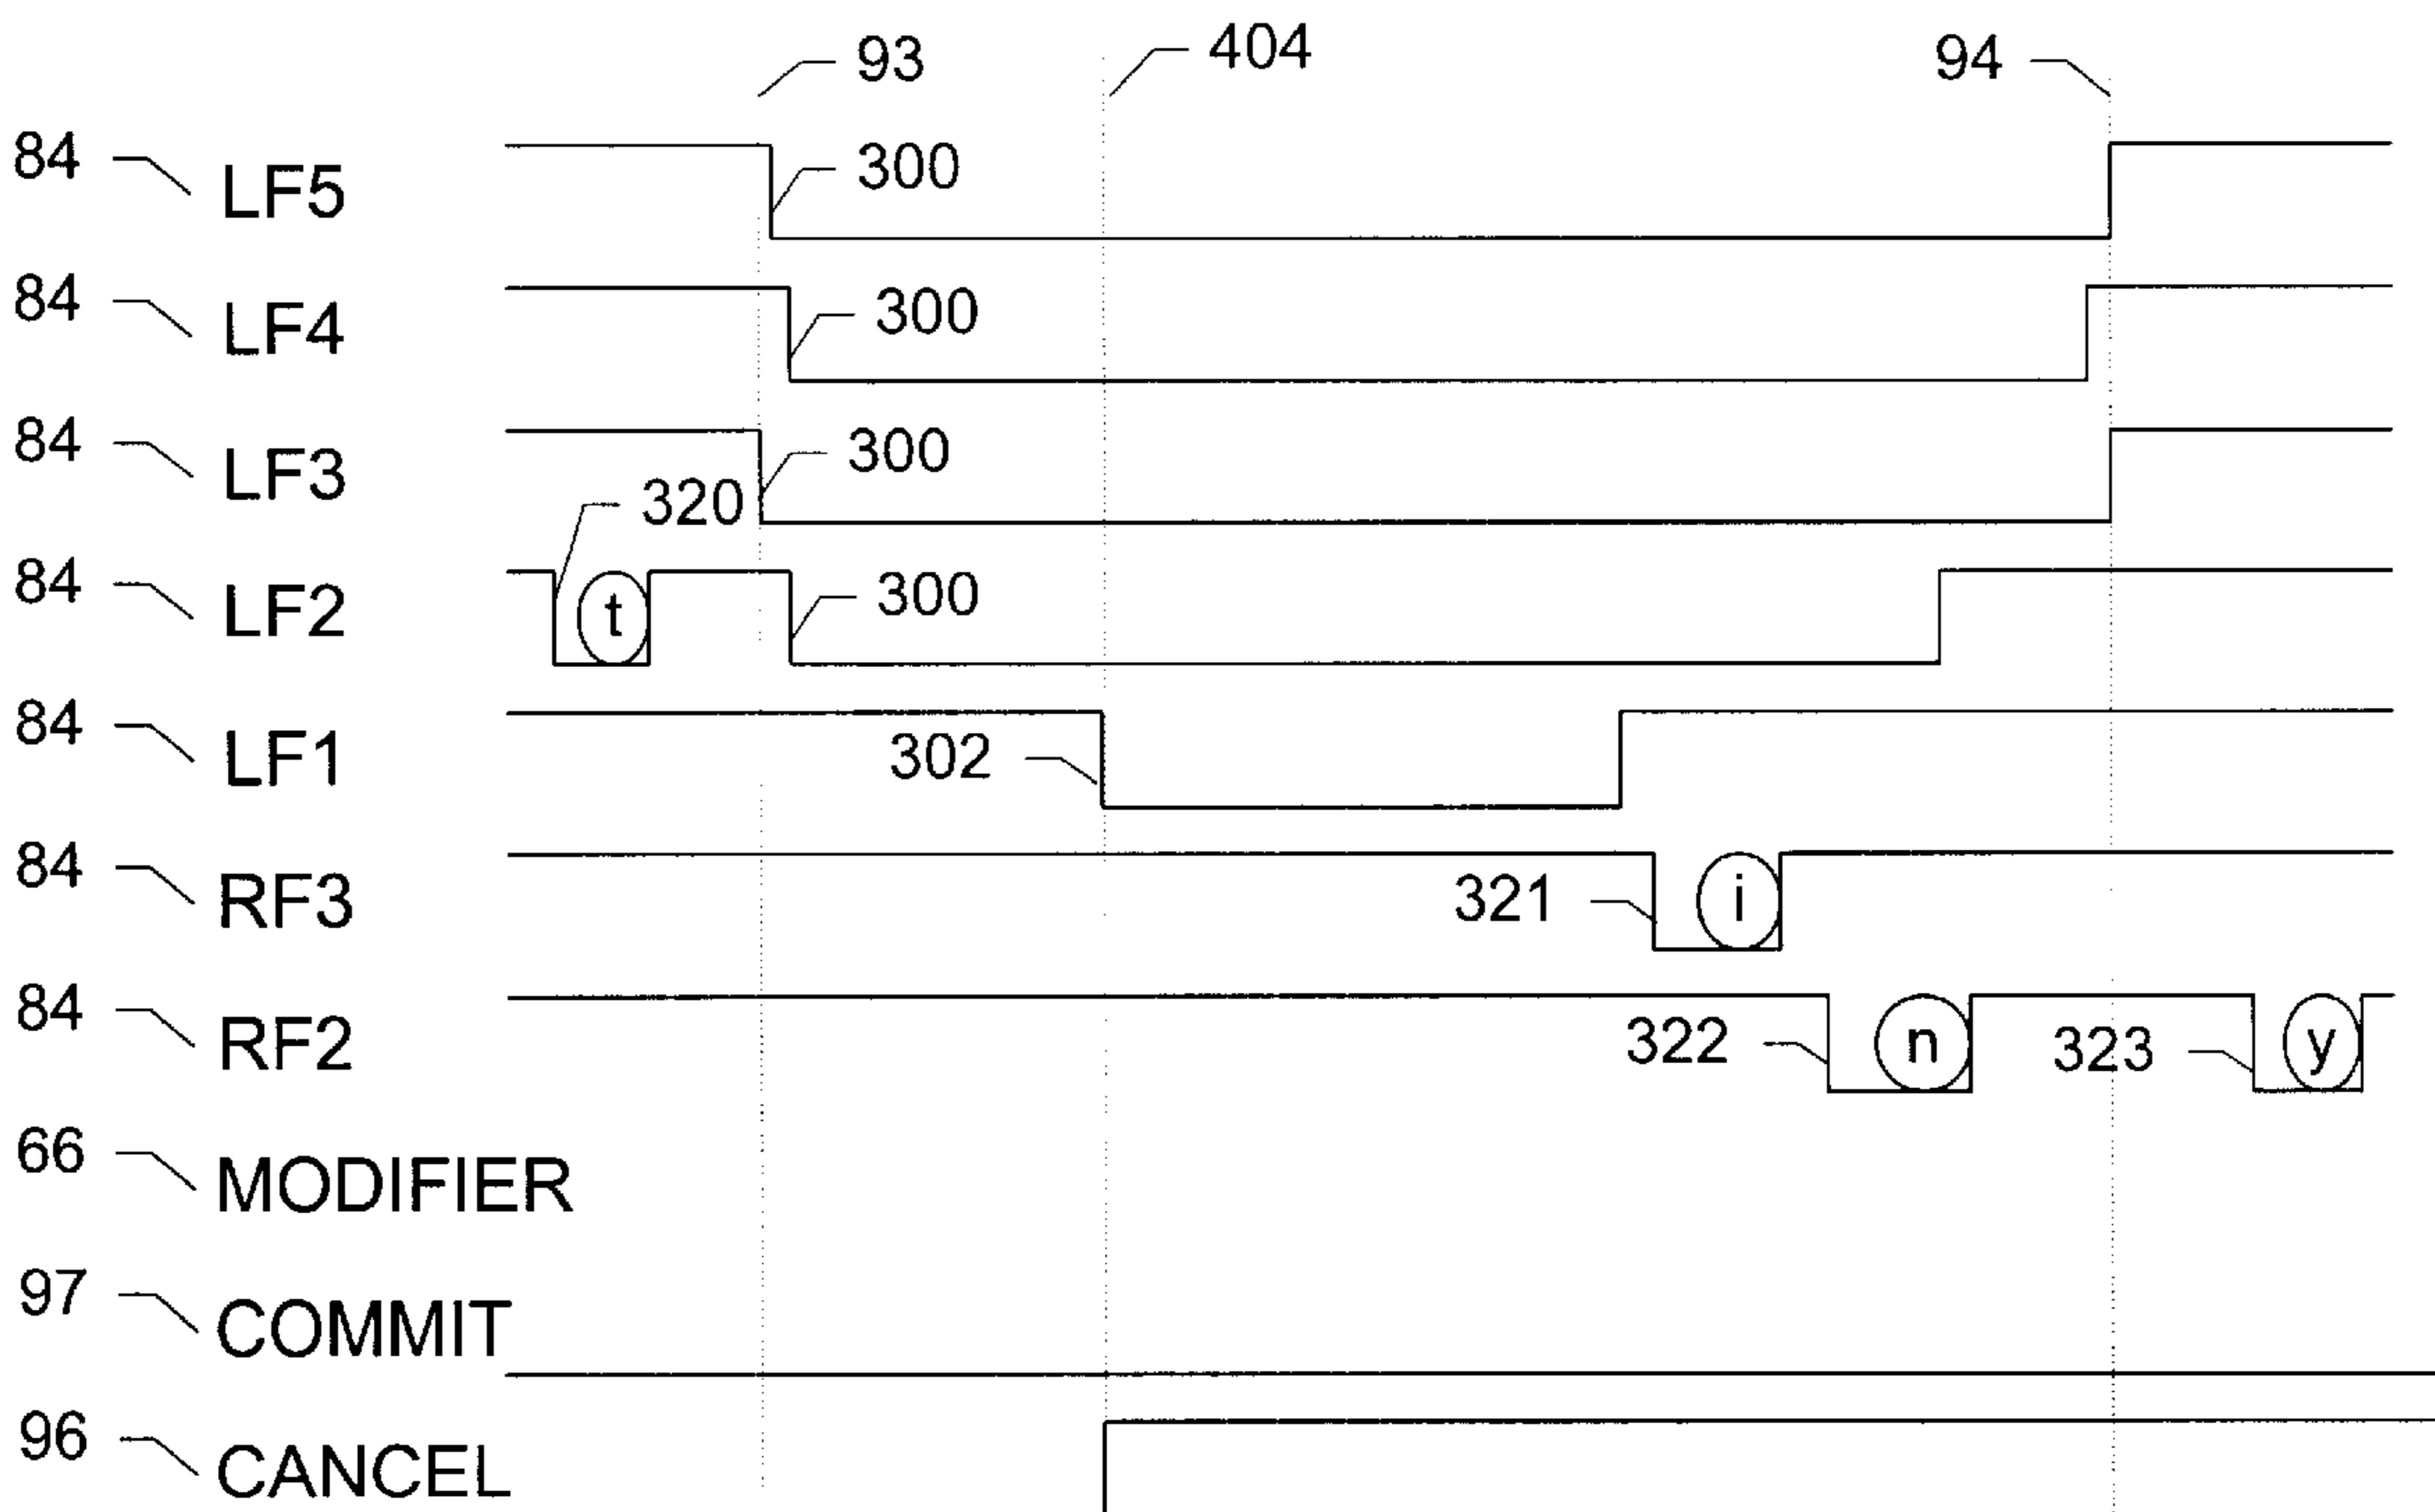 93 404 94
84 LF5 300
84 LF4 300
84 LF3 300
320
84 LF2 t 300
84 LF1 302
84 RF3 321 i
84 RF2 322 n 323 y
66 MODIFIER
97 COMMIT
96 CANCEL